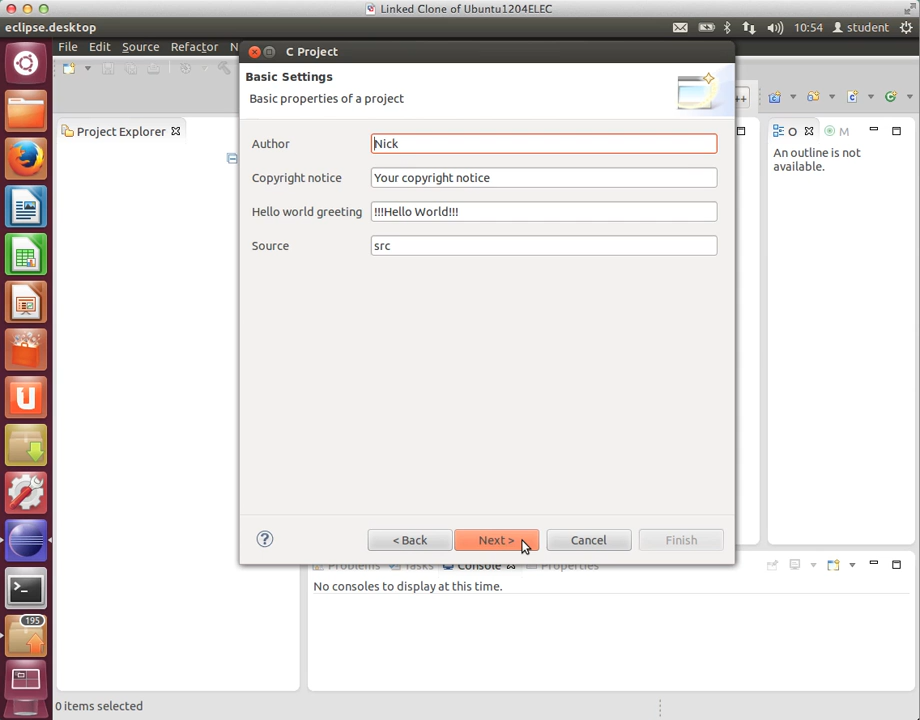 Linked Clone of Ubuntu1204ELEC
eclipse.desktop
10:54
student
File Edit Source Refactor N
C Project
Basic Settings
Basic properties of a project
++
Project Explorer
O
M
An outline is not
available.
Author
Nick
Copyright notice
Your copyright notice
Hello world greeting
!!!Hello World!!!
Source
src
? < Back Next > Cancel Finish
Problems Tasks Console Properties
No consoles to display at this time.
195
0 items selected